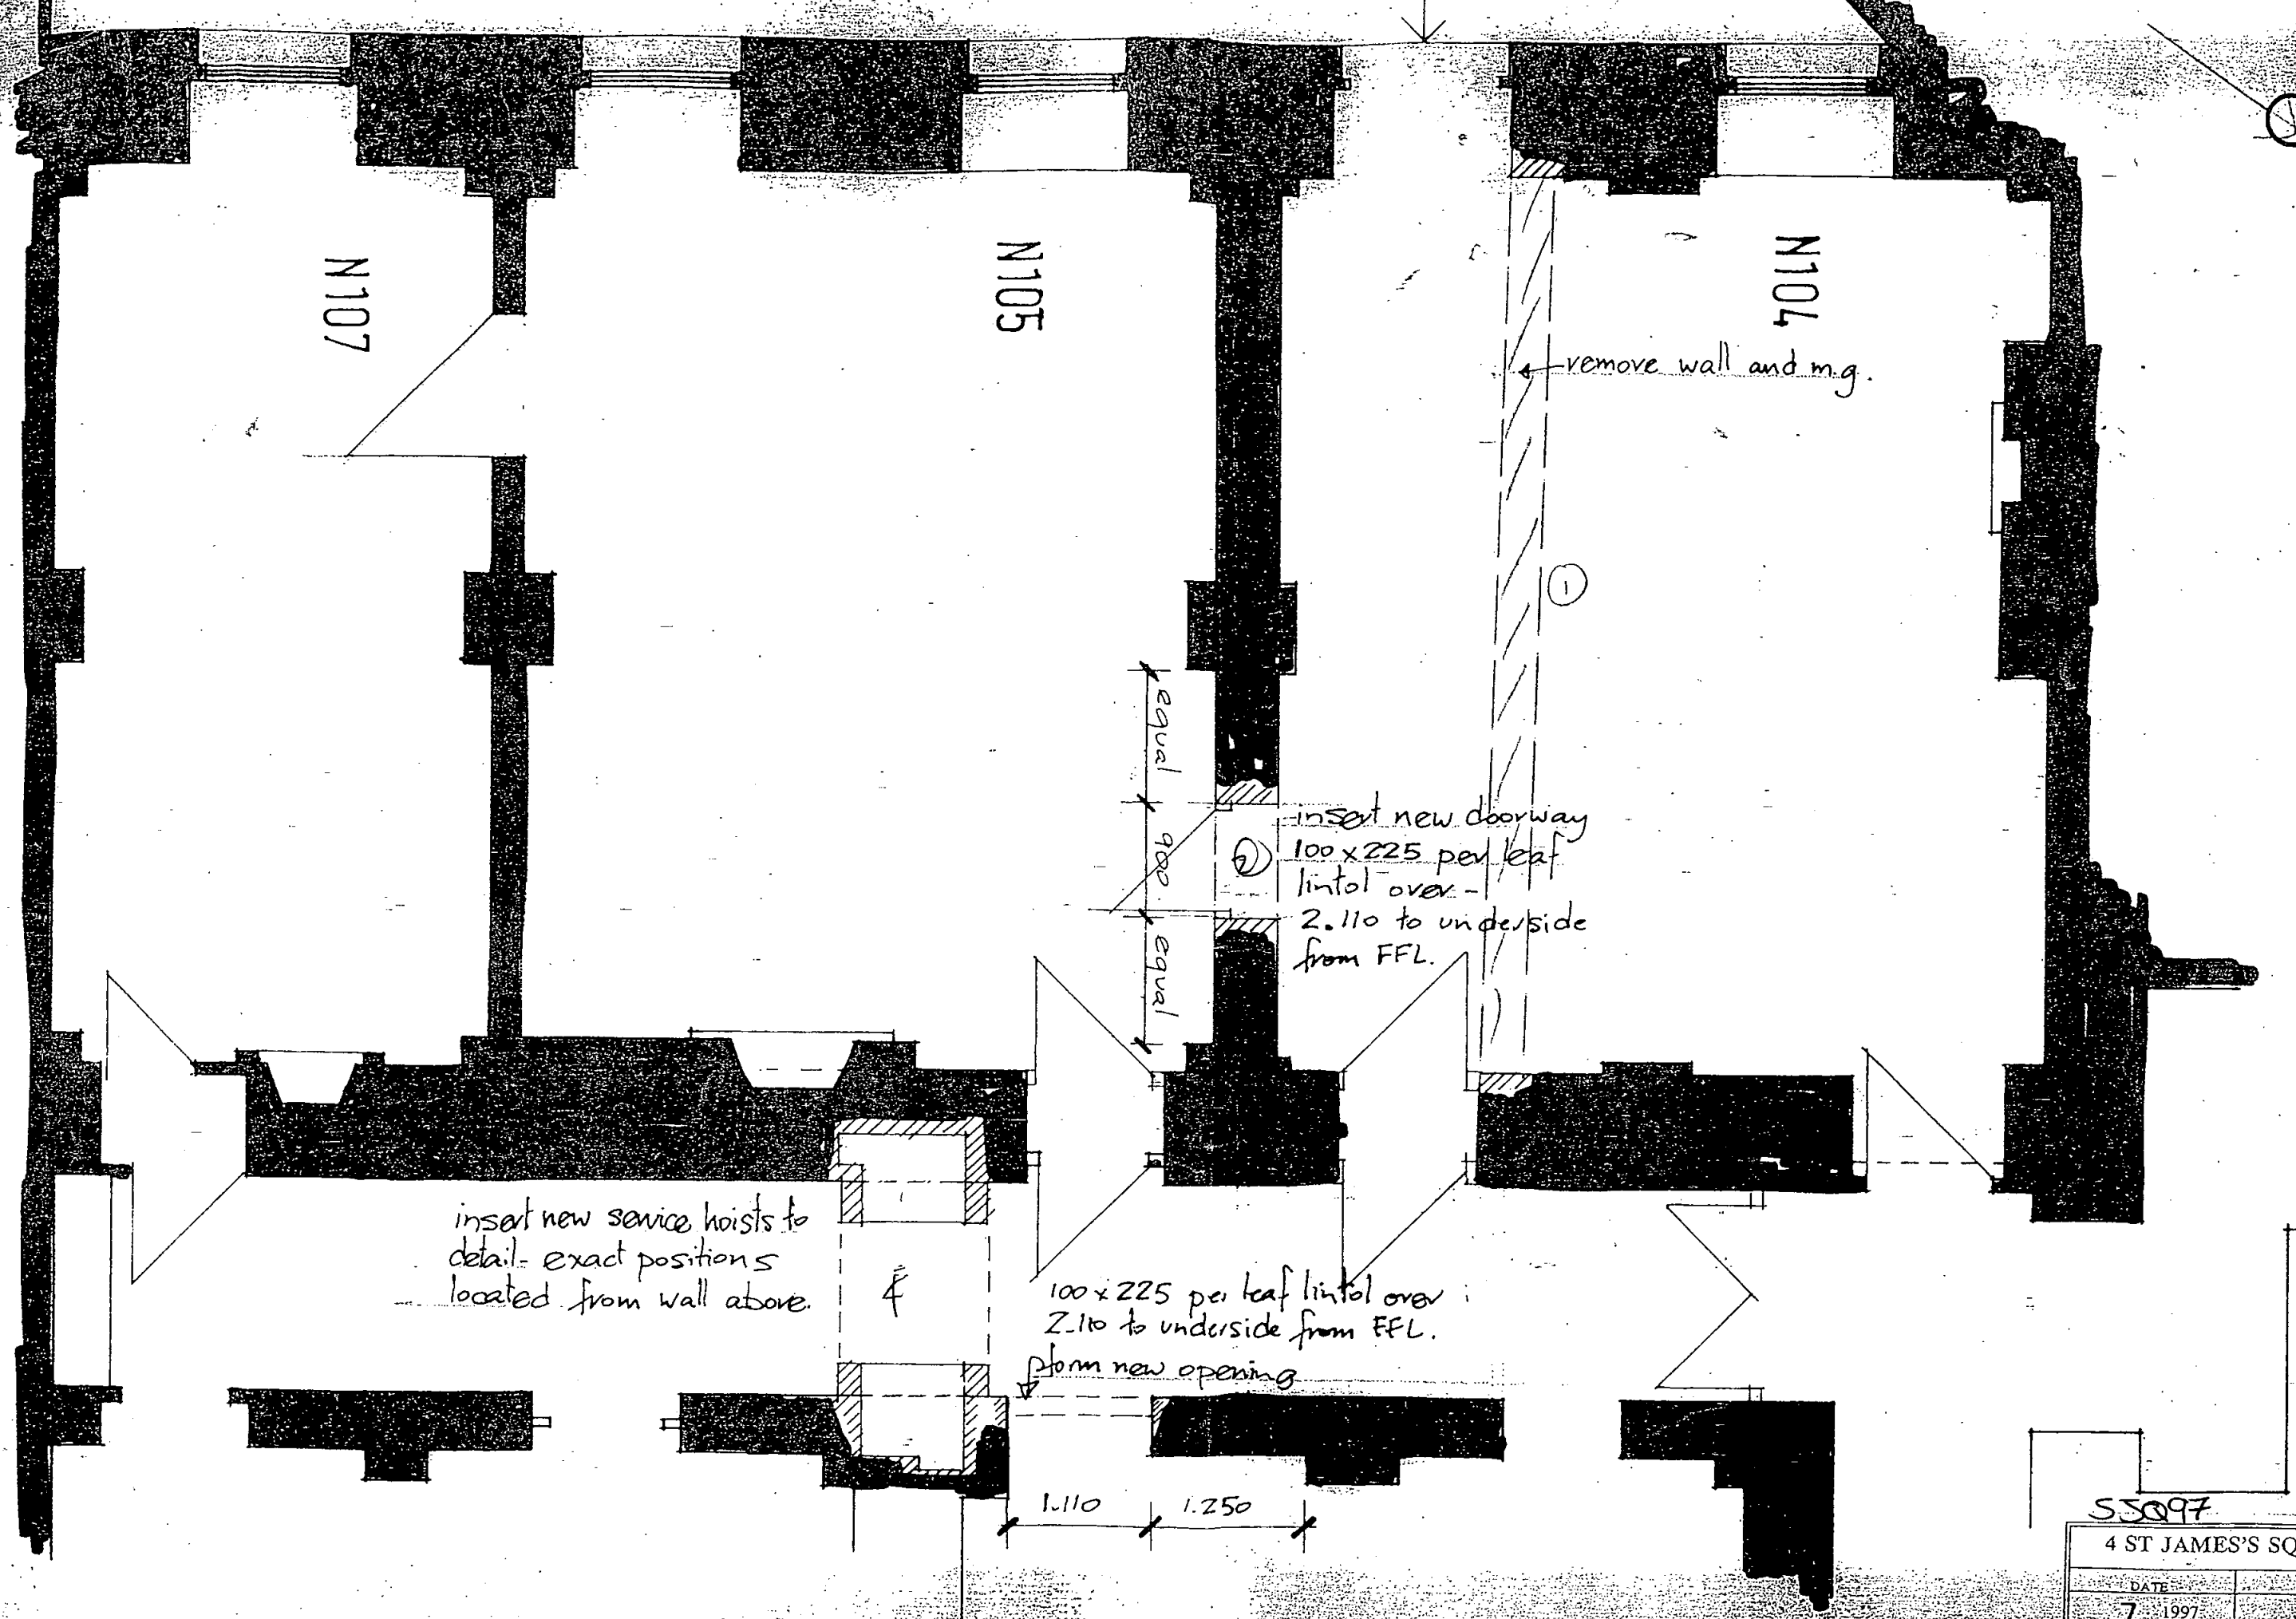 N107
N105
N104
remove wall and m.g.
1
equal
900
equal
2
insert new doorway
100 x 225 per leaf
lintol over -
2.110 to underside
from FFL.
insert new service hoists to
detail - exact positions
located from wall above.
4
100 x 225 per leaf lintol over
2.110 to underside from FFL.
form new opening
1.110
1.250
SSQ97
4 ST JAMES'S SQ
DATE
7 1997